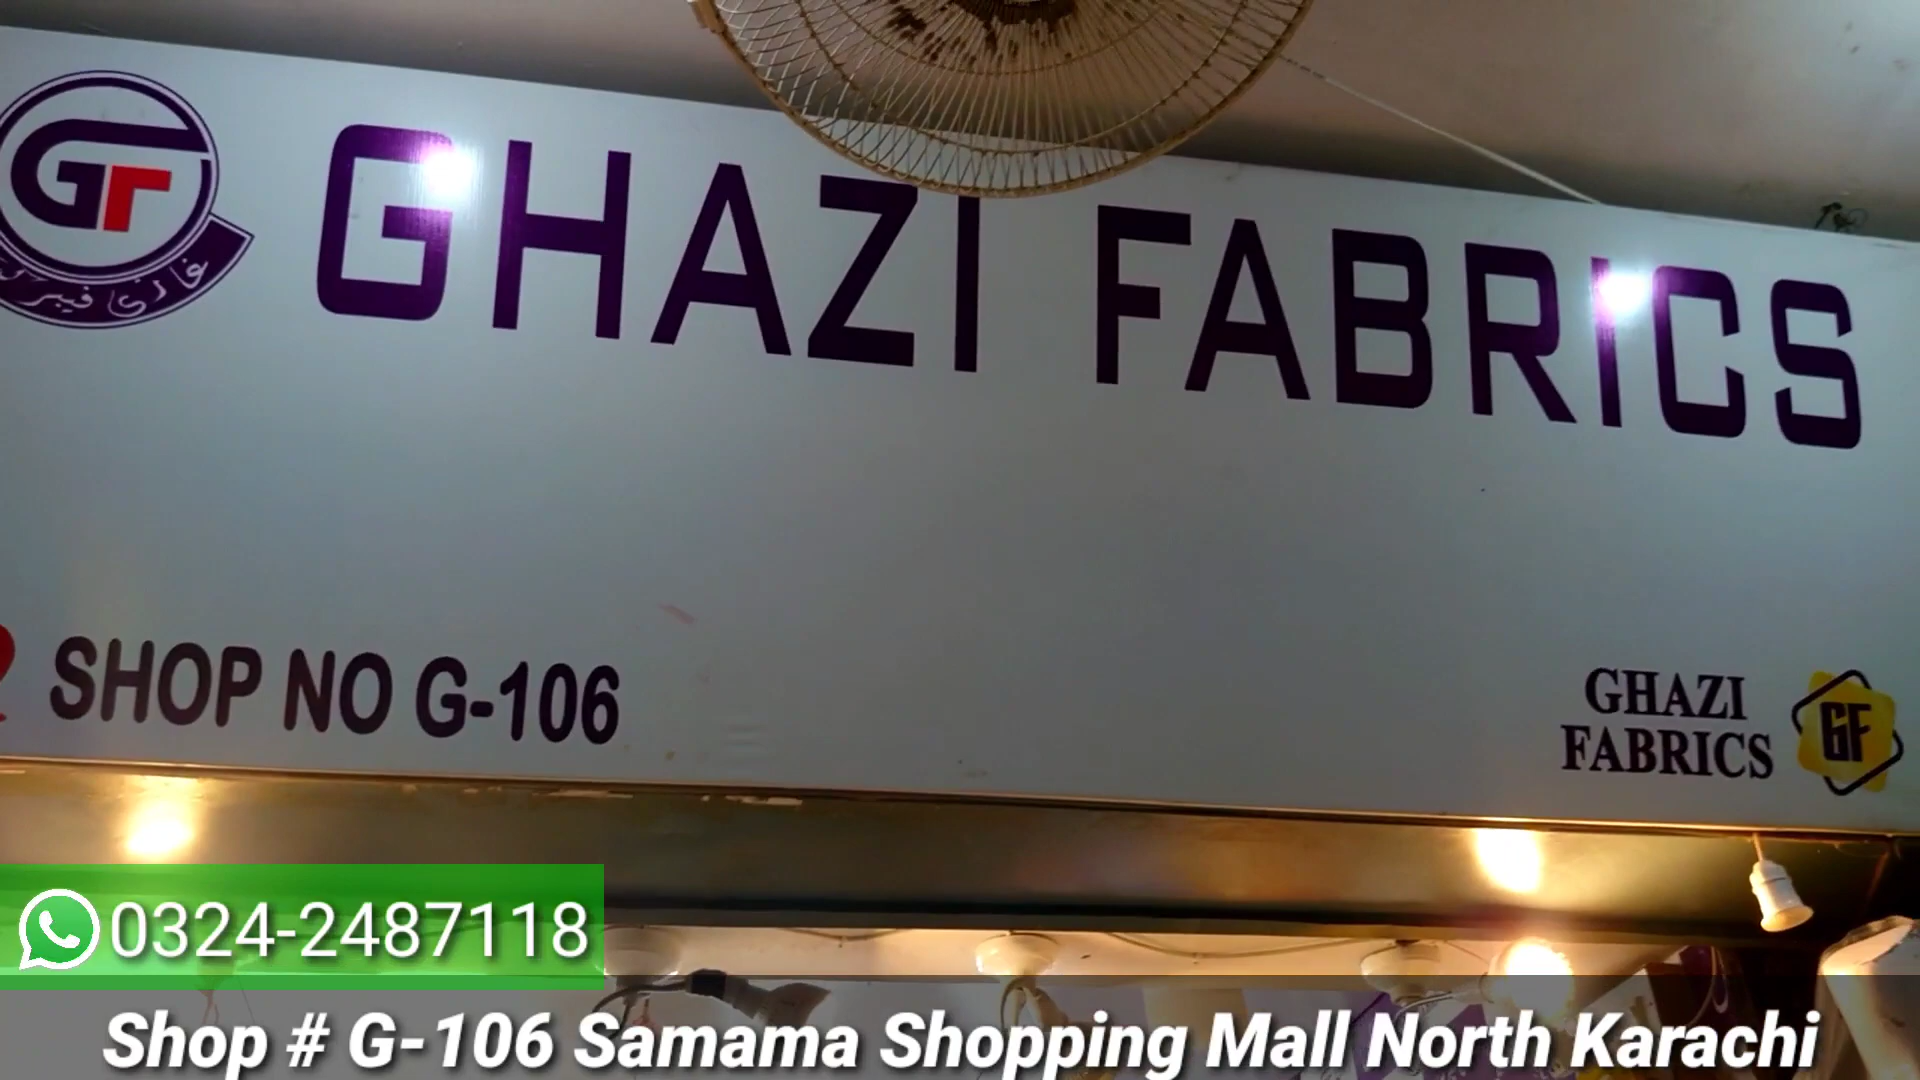 GF
غازی فیبرکس
GHAZI FABRICS
SHOP NO G-106
GHAZI
FABRICS
GF
0324-2487118
Shop # G-106 Samama Shopping Mall North Karachi